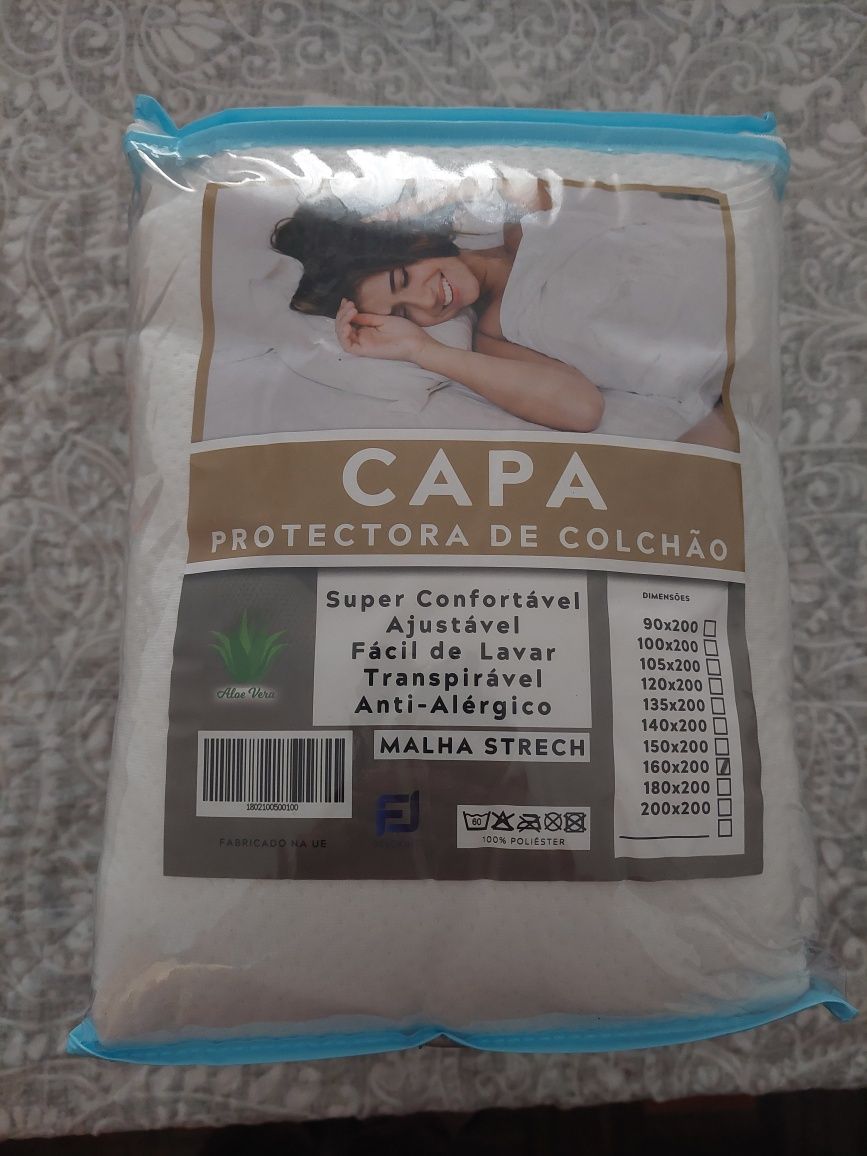 CAPA
PROTECTORA DE COLCHÃO
Super Confortável
Ajustável
Fácil de Lavar
Transpirável
Anti-Alérgico
MALHA STRECH
Aloe Vera
1802100500100
FABRICADO NA UE
60
100% POLIÉSTER
DIMENSÕES
90x200
100x200
105x200
120x200
135x200
140x200
150x200
160x200
180x200
200x200